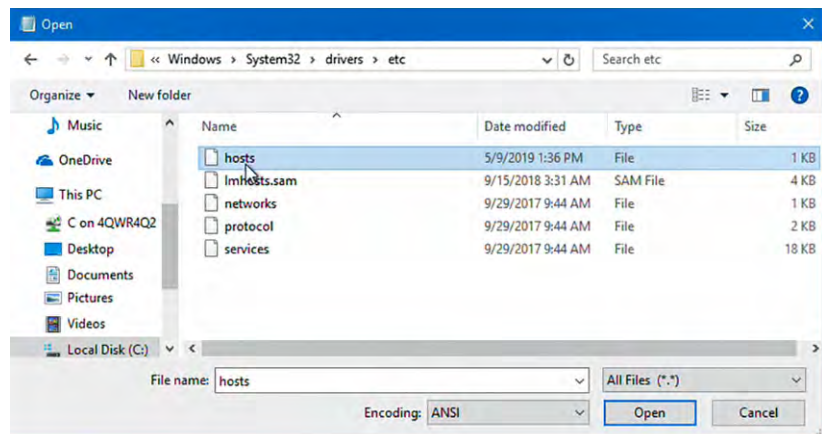 Open
« Windows › System32 › drivers › etc
Search etc
Organize
New folder
Name Date modified Type Size
Music
OneDrive
This PC
C on 4QWR4Q2
Desktop
Documents
Pictures
Videos
Local Disk (C:)
hosts 5/9/2019 1:36 PM File 1 KB
lmhosts.sam 9/15/2018 3:31 AM SAM File 4 KB
networks 9/29/2017 9:44 AM File 1 KB
protocol 9/29/2017 9:44 AM File 2 KB
services 9/29/2017 9:44 AM File 18 KB
File name: hosts All Files (*.*)
Encoding: ANSI Open Cancel